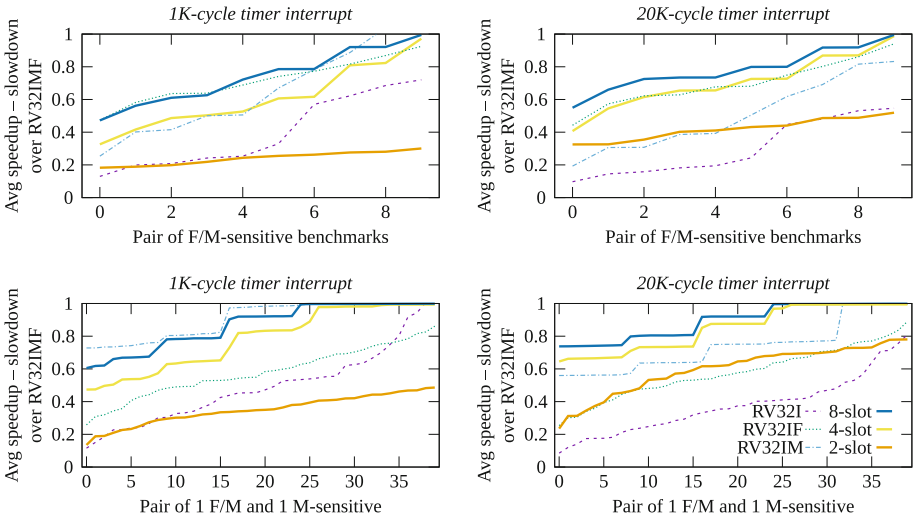 1K-cycle timer interrupt
Avg speedup – slowdown
over RV32IMF
1
0.8
0.6
0.4
0.2
0
0 2 4 6 8
Pair of F/M-sensitive benchmarks
20K-cycle timer interrupt
Avg speedup – slowdown
over RV32IMF
1
0.8
0.6
0.4
0.2
0
0 2 4 6 8
Pair of F/M-sensitive benchmarks
1K-cycle timer interrupt
Avg speedup – slowdown
over RV32IMF
1
0.8
0.6
0.4
0.2
0
0 5 10 15 20 25 30 35
Pair of 1 F/M and 1 M-sensitive
20K-cycle timer interrupt
Avg speedup – slowdown
over RV32IMF
1
0.8
0.6
0.4
0.2
0
RV32I 8-slot
RV32IF 4-slot
RV32IM 2-slot
0 5 10 15 20 25 30 35
Pair of 1 F/M and 1 M-sensitive